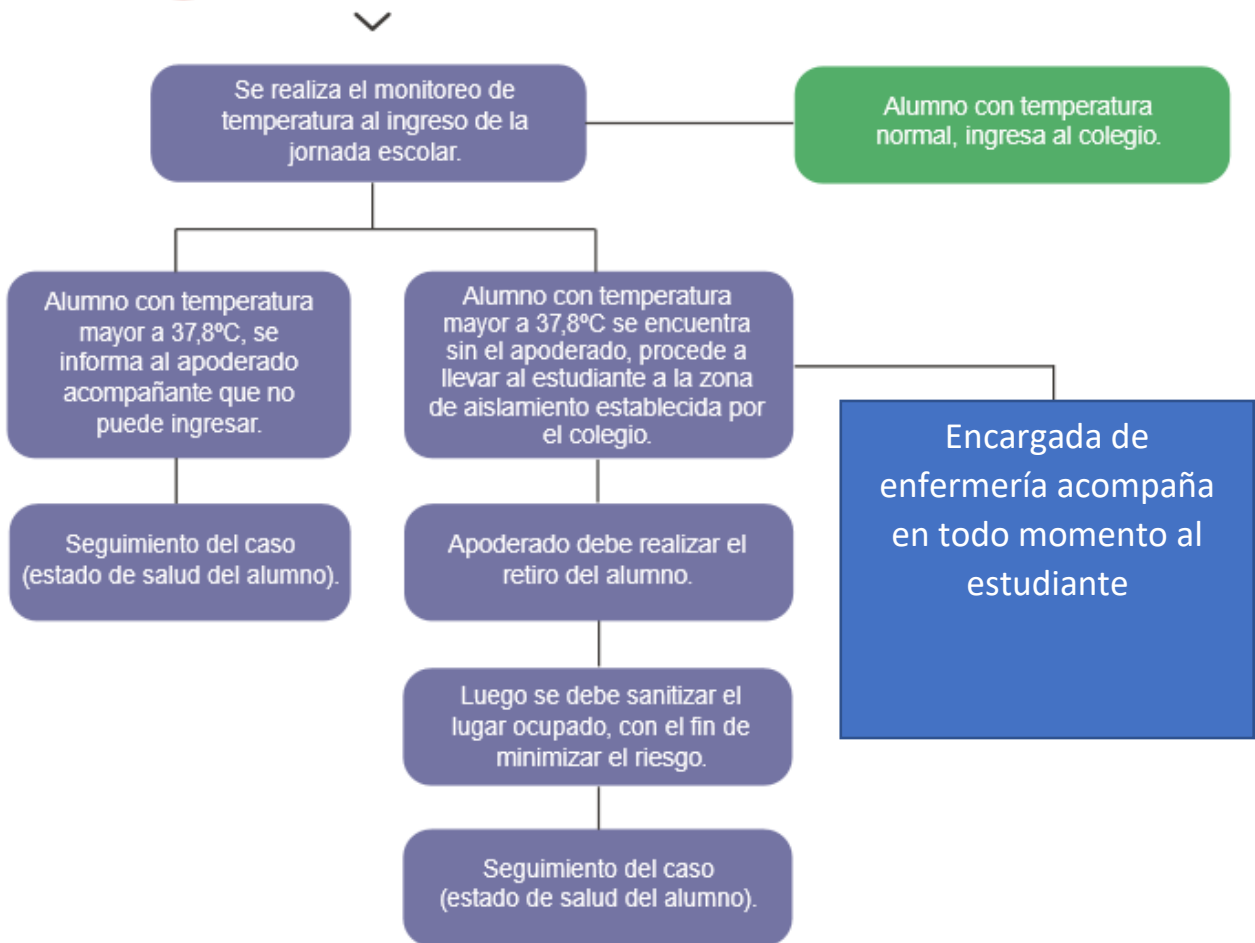 Se realiza el monitoreo de
temperatura al ingreso de la
jornada escolar.
Alumno con temperatura
normal, ingresa al colegio.
Alumno con temperatura
mayor a 37,8ºC, se
informa al apoderado
acompañante que no
puede ingresar.
Alumno con temperatura
mayor a 37,8ºC se encuentra
sin el apoderado, procede a
llevar al estudiante a la zona
de aislamiento establecida por
el colegio.
Encargada de
enfermería acompaña
en todo momento al
estudiante
Seguimiento del caso
(estado de salud del alumno).
Apoderado debe realizar el
retiro del alumno.
Luego se debe sanitizar el
lugar ocupado, con el fin de
minimizar el riesgo.
Seguimiento del caso
(estado de salud del alumno).